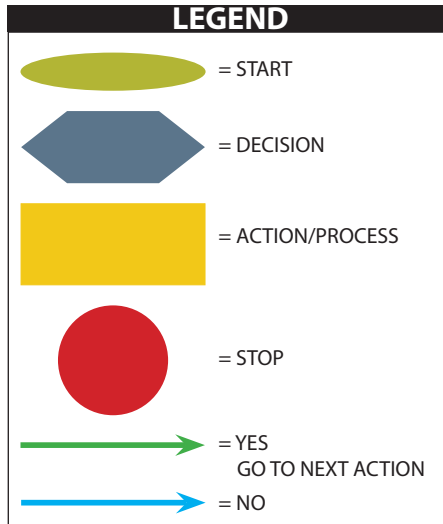 LEGEND
= START
= DECISION
= ACTION/PROCESS
= STOP
= YES
GO TO NEXT ACTION
= NO